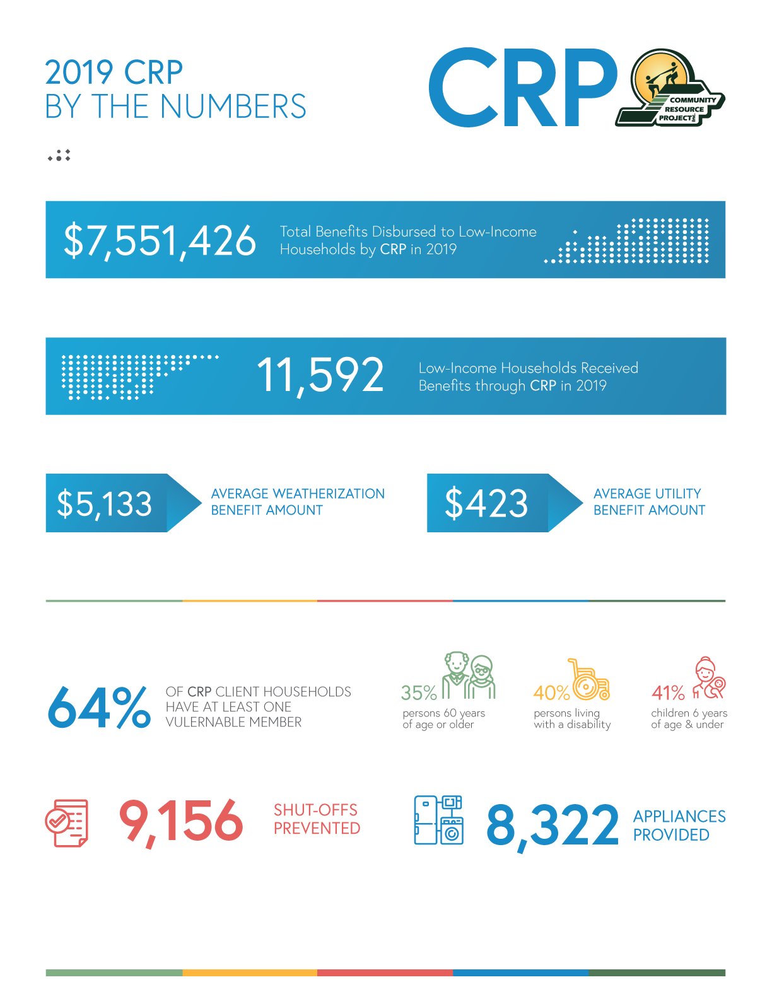 2019 CRP
BY THE NUMBERS
CRP
COMMUNITY
RESOURCE
PROJECT Inc.
$7,551,426
Total Benefits Disbursed to Low-Income
Households by CRP in 2019
11,592
Low-Income Households Received
Benefits through CRP in 2019
$5,133
AVERAGE WEATHERIZATION
BENEFIT AMOUNT
$423
AVERAGE UTILITY
BENEFIT AMOUNT
64%
OF CRP CLIENT HOUSEHOLDS
HAVE AT LEAST ONE
VULERNABLE MEMBER
35%
persons 60 years
of age or older
40%
persons living
with a disability
41%
children 6 years
of age & under
9,156
SHUT-OFFS
PREVENTED
8,322
APPLIANCES
PROVIDED